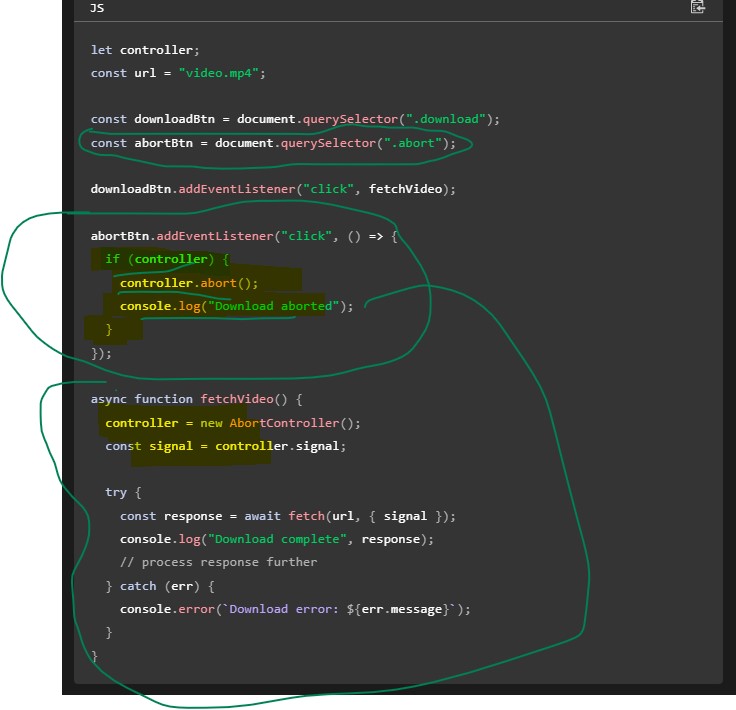 JS
let controller;
const url = "video.mp4";
const downloadBtn = document.querySelector(".download");
const abortBtn = document.querySelector(".abort");
downloadBtn.addEventListener("click", fetchVideo);
abortBtn.addEventListener("click", () => {
  if (controller) {
    controller.abort();
    console.log("Download aborted");
  }
});
async function fetchVideo() {
  controller = new AbortController();
  const signal = controller.signal;
  try {
    const response = await fetch(url, { signal });
    console.log("Download complete", response);
    // process response further
  } catch (err) {
    console.error(`Download error: ${err.message}`);
  }
}